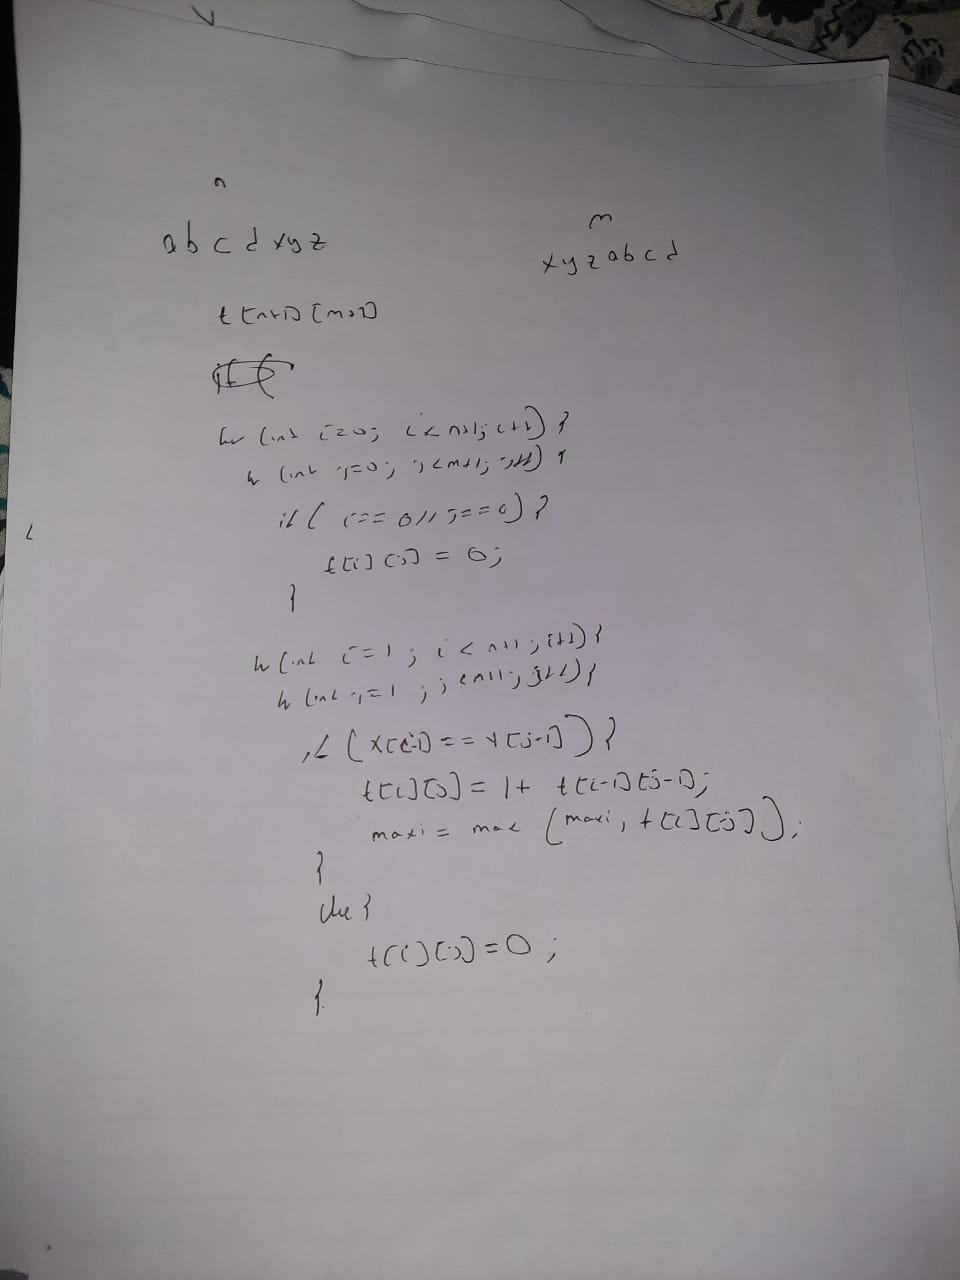 n
m
abcdxyz
xyzabcd
t[n+1][m+1]
for (int i=0; i<n+1; i++) {
for (int j=0; j<m+1; j++) {
if ( i==0 || j==0) {
t[i][j] = 0;
}
for (int i=1; i<n+1; i++) {
for (int j=1; j<m+1; j++) {
if (X[i-1]==Y[j-1]) {
t[i][j] = 1+ t[i-1][j-1];
maxi = max (maxi, t[i][j]);
}
else {
t[i][j]=0;
}